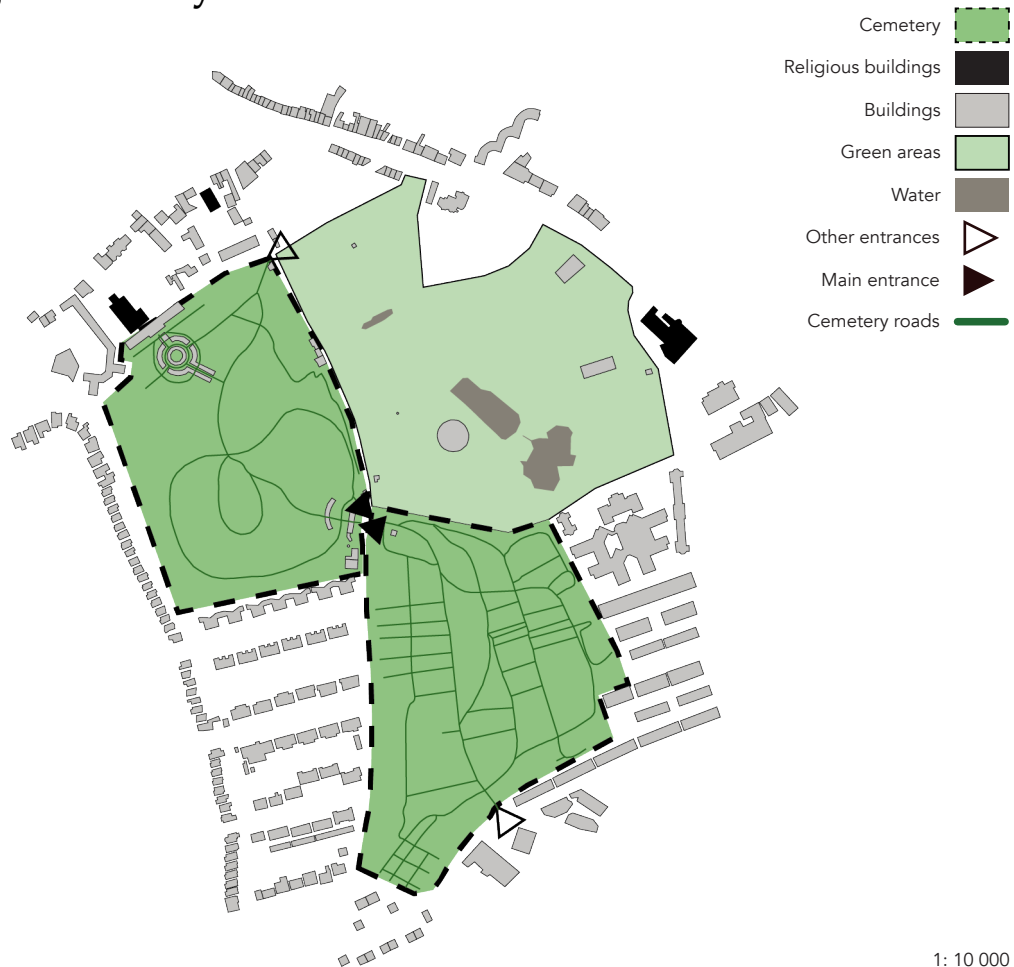 Cemetery
Religious buildings
Buildings
Green areas
Water
Other entrances
Main entrance
Cemetery roads
1: 10 000